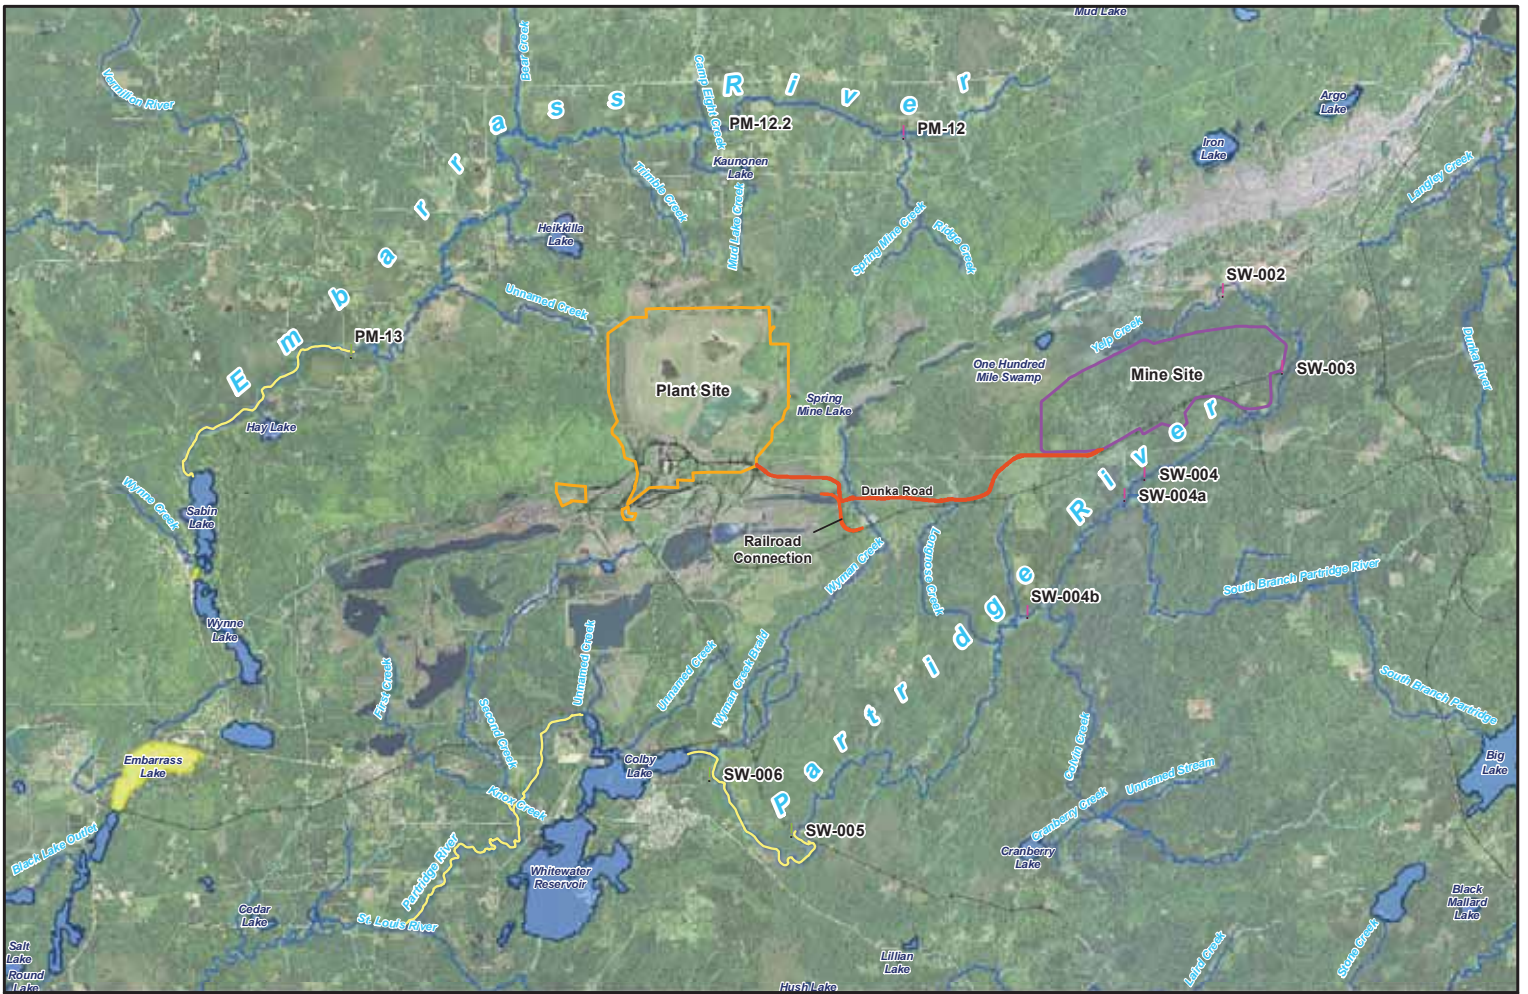 Mud Lake
Vermilion River
Bear Creek
Camp Eight Creek
Embarrass River
PM-12.2
PM-12
Argo
Lake
Iron
Lake
Kaunonen
Lake
Trimble Creek
Mud Lake Creek
Langley Creek
Heikkilla
Lake
Spring Mine Creek
Ridge Creek
SW-002
Unnamed Creek
PM-13
Yelp Creek
Dunka River
One Hundred
Mile Swamp
Mine Site
SW-003
Plant Site
Spring
Mine Lake
Hay Lake
Partridge River
SW-004
SW-004a
Wynne Creek
Sabin
Lake
Dunka Road
Railroad
Connection
Wyman Creek
Longnose Creek
South Branch Partridge River
SW-004b
Wynne
Lake
Unnamed Creek
Unnamed Creek
Wyman Creek Braid
First Creek
Second Creek
South Branch Partridge
Colvin Creek
Big
Lake
Embarrass
Lake
Colby
Lake
SW-006
Unnamed Stream
Knox Creek
Cranberry Creek
SW-005
Cranberry
Lake
Black Lake Outlet
Partridge River
Whitewater
Reservoir
Black
Mallard
Lake
Cedar
Lake
St. Louis River
Salt
Lake
Round
Lake
Lillian
Lake
Laird Creek
Stone Creek
Hush Lake